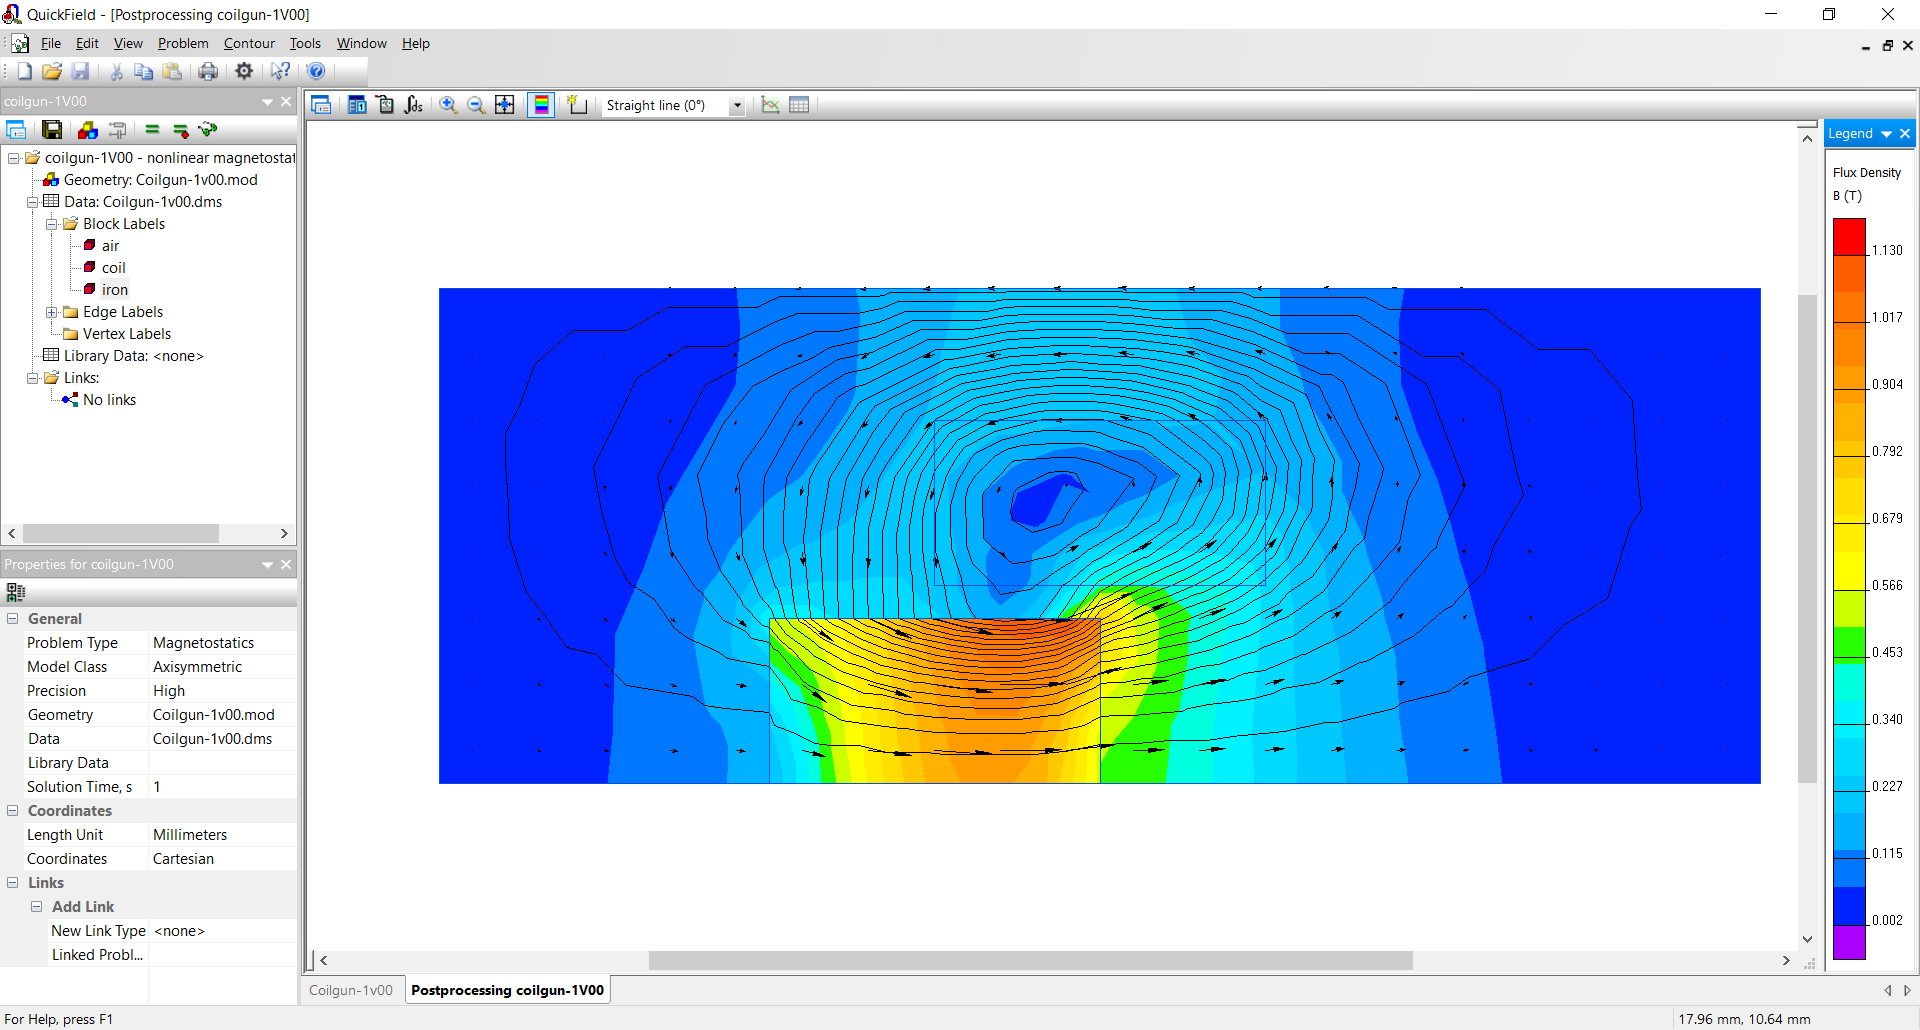 QuickField - [Postprocessing coilgun-1V00]
File Edit View Problem Contour Tools Window Help
coilgun-1V00
coilgun-1V00 - nonlinear magnetostat
Geometry: Coilgun-1v00.mod
Data: Coilgun-1v00.dms
Block Labels
air
coil
iron
Edge Labels
Vertex Labels
Library Data: <none>
Links:
No links
Properties for coilgun-1V00
General
Problem Type Magnetostatics
Model Class Axisymmetric
Precision High
Geometry Coilgun-1v00.mod
Data Coilgun-1v00.dms
Library Data
Solution Time, s 1
Coordinates
Length Unit Millimeters
Coordinates Cartesian
Links
Add Link
New Link Type <none>
Linked Probl...
∫ds
Straight line (0°)
Legend
Flux Density
B (T)
1.130
1.017
0.904
0.792
0.679
0.566
0.453
0.340
0.227
0.115
0.002
Coilgun-1v00 Postprocessing coilgun-1V00
For Help, press F1
17.96 mm, 10.64 mm